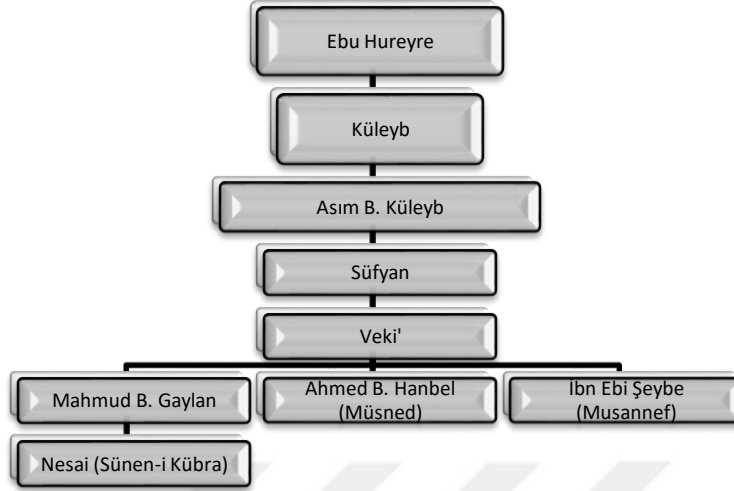 Ebu Hureyre
Küleyb
Asım B. Küleyb
Süfyan
Veki'
Mahmud B. Gaylan
Ahmed B. Hanbel
(Müsned)
İbn Ebi Şeybe
(Musannef)
Nesai (Sünen-i Kübra)